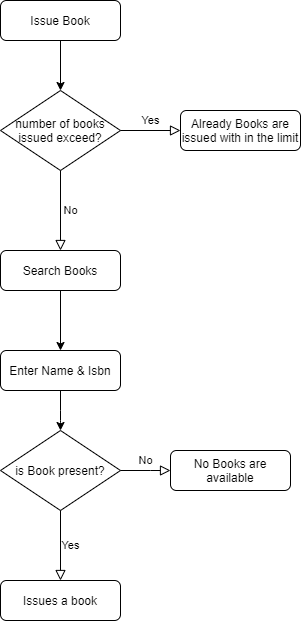 Issue Book
number of books
issued exceed?
Yes
Already Books are
issued with in the limit
No
Search Books
Enter Name & Isbn
is Book present?
No
No Books are
available
Yes
Issues a book